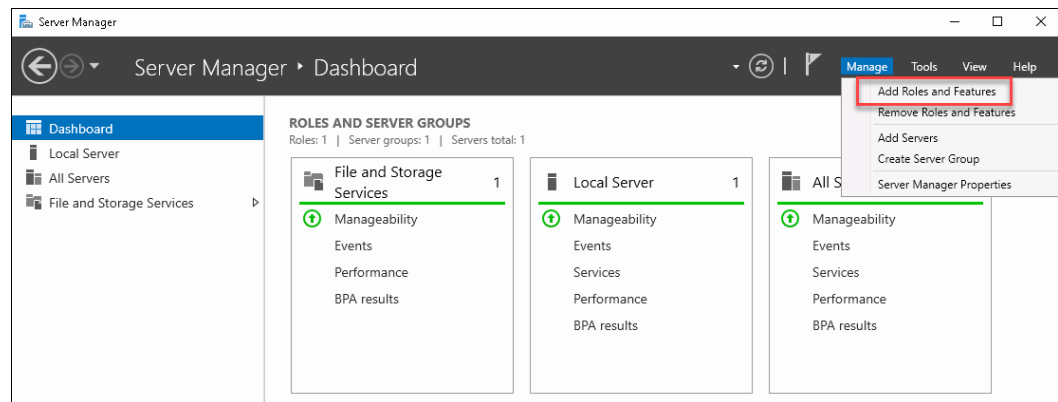 Server Manager
Server Manager • Dashboard
Manage Tools View Help
Add Roles and Features
Remove Roles and Features
Add Servers
Create Server Group
Server Manager Properties
Dashboard
Local Server
All Servers
File and Storage Services
ROLES AND SERVER GROUPS
Roles: 1 | Server groups: 1 | Servers total: 1
File and Storage
Services 1
Manageability
Events
Performance
BPA results
Local Server 1
Manageability
Events
Services
Performance
BPA results
All S
Manageability
Events
Services
Performance
BPA results